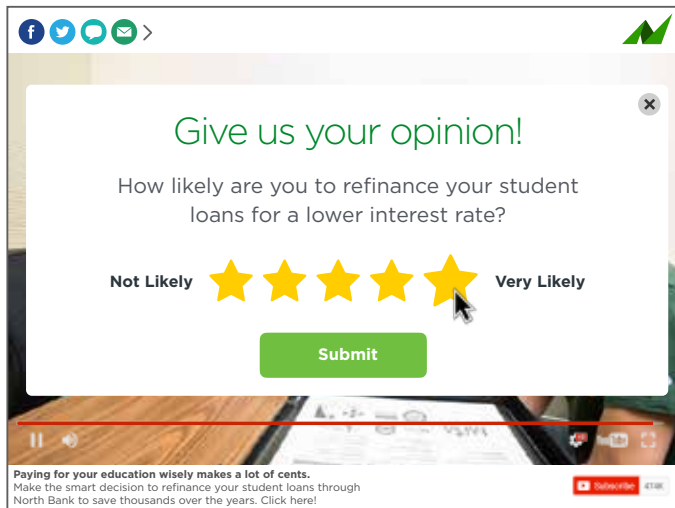 Give us your opinion!
How likely are you to refinance your student
loans for a lower interest rate?
Not Likely
Very Likely
Submit
Paying for your education wisely makes a lot of cents.
Make the smart decision to refinance your student loans through
North Bank to save thousands over the years. Click here!
Subscribe